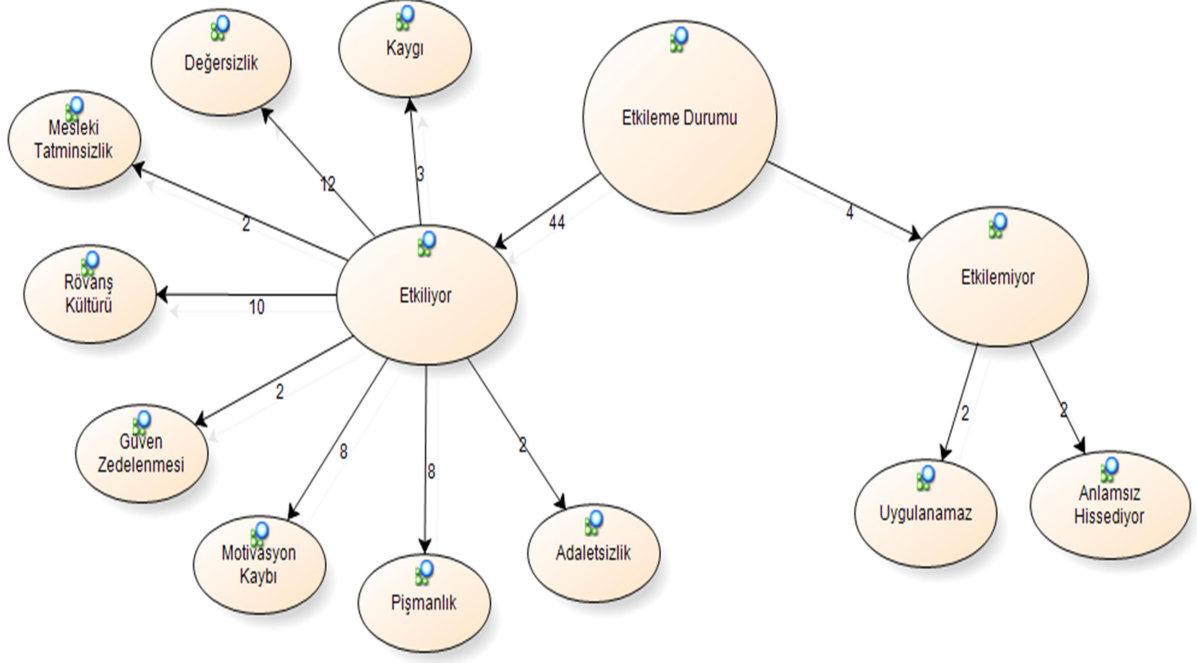 Kaygı
Değersizlik
Etkileme Durumu
Mesleki
Tatminsizlik
3
12
2
44
4
Rövanş
Kültürü
10
Etkiliyor
Etkilemiyor
2
Güven
Zedelenmesi
8
8
2
2
2
Motivasyon
Kaybı
Pişmanlık
Adaletsizlik
Uygulanamaz
Anlamsız
Hissediyor